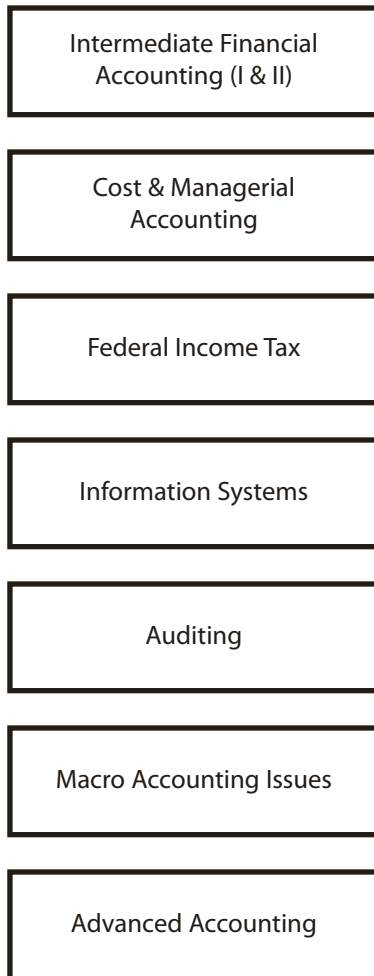 Intermediate Financial
Accounting (I & II)
Cost & Managerial
Accounting
Federal Income Tax
Information Systems
Auditing
Macro Accounting Issues
Advanced Accounting